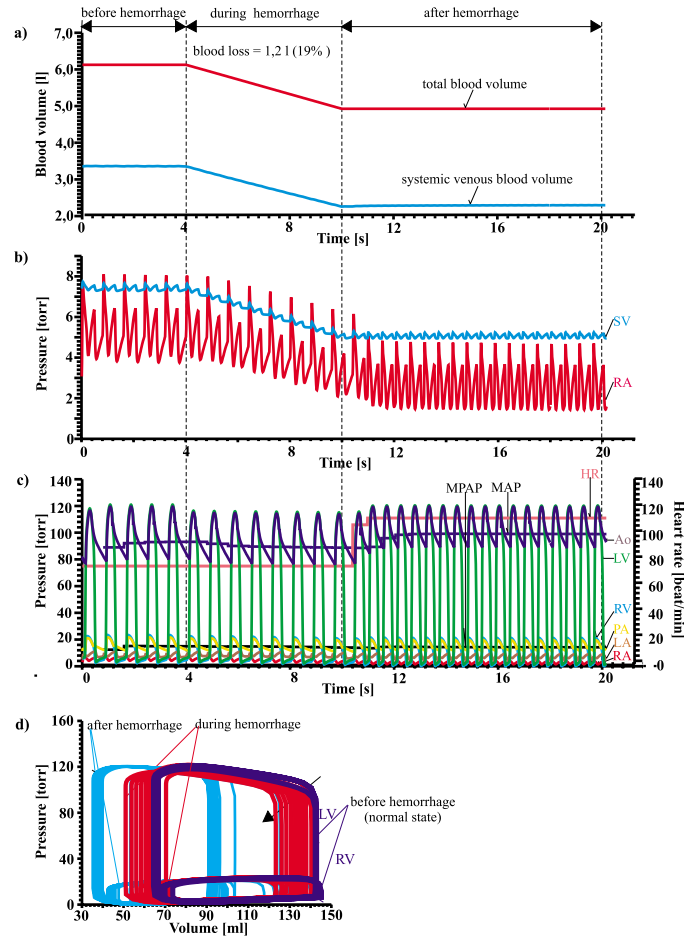 before hemorrhage during hemorrhage after hemorrhage
a)
7,0
6,0
5,0
4,0
3,0
2,0
Blood volume [l]
blood loss = 1,2 l (19% )
total blood volume
systemic venous blood volume
0 4 8 12 16 20
Time [s]
b)
8
6
4
2
0
Pressure [torr]
SV
RA
0 4 8 12 16 20
Time [s]
c)
140
120
100
80
60
40
20
0
Pressure [torr]
MPAP MAP HR
Ao
LV
RV
PA
LA
RA
140
120
100
80
60
40
20
-0
Heart rate [beat/min]
0 4 8 12 16 20
Time [s]
d)
160
120
80
40
0
Pressure [torr]
after hemorrhage during hemorrhage
before hemorrhage
(normal state)
LV
RV
30 50 70 90 110 130 150
Volume [ml]